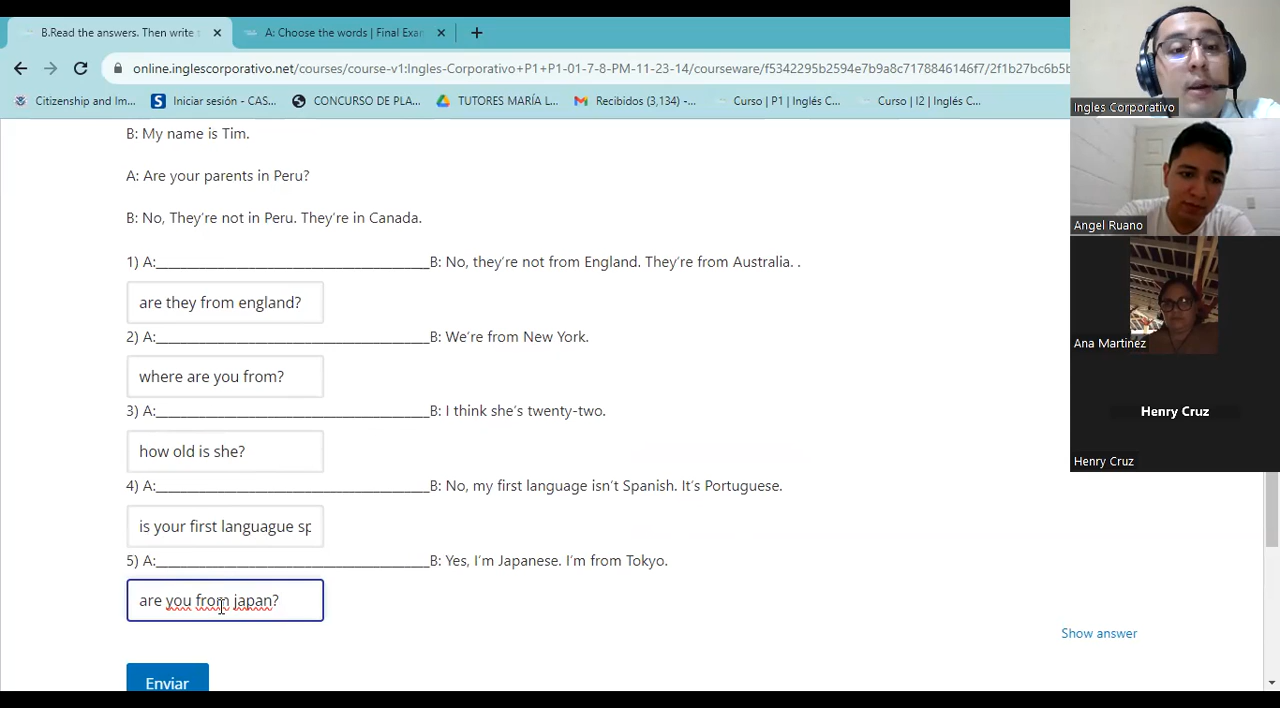 B.Read the answers. Then write s
A: Choose the words | Final Exan
online.inglescorporativo.net/courses/course-v1:Ingles-Corporativo+P1+P1-01-7-8-PM-11-23-14/courseware/f5342295b2594e7b9a8c7178846146f7/2f1b27bc6b5b
Citizenship and Im...
Iniciar sesión - CAS...
CONCURSO DE PLA...
TUTORES MARÍA L...
Recibidos (3,134) -...
Curso | P1 | Inglés C...
Curso | I2 | Inglés C...
B: My name is Tim.
A: Are your parents in Peru?
B: No, They're not in Peru. They're in Canada.
1) A:___________________________________B: No, they're not from England. They're from Australia. .
are they from england?
2) A:___________________________________B: We're from New York.
where are you from?
3) A:___________________________________B: I think she's twenty-two.
how old is she?
4) A:___________________________________B: No, my first language isn't Spanish. It's Portuguese.
is your first languague sp
5) A:___________________________________B: Yes, I'm Japanese. I'm from Tokyo.
are you from japan?
Show answer
Enviar
Ingles Corporativo
Angel Ruano
Ana Martinez
Henry Cruz
Henry Cruz